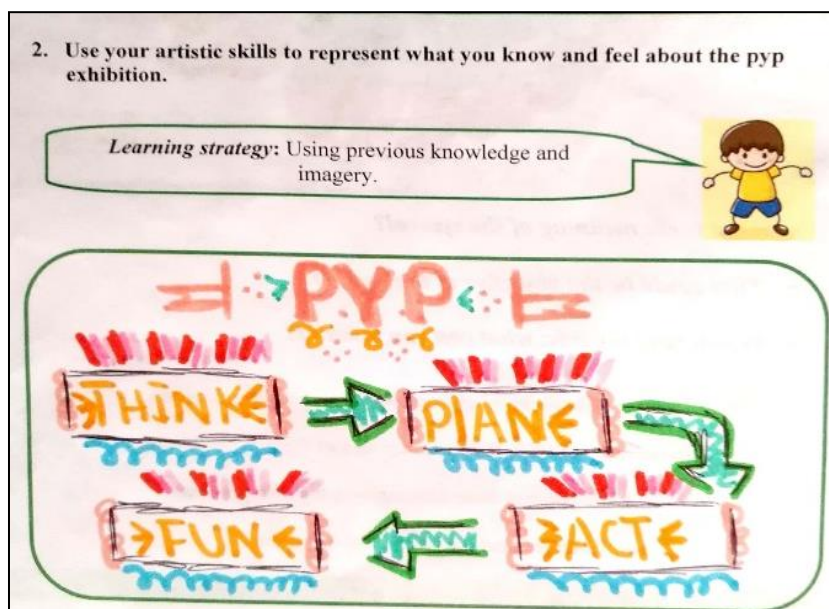 2. Use your artistic skills to represent what you know and feel about the pyp
exhibition.
Learning strategy: Using previous knowledge and
imagery.
PYP
THINK
PLAN
FUN
ACT